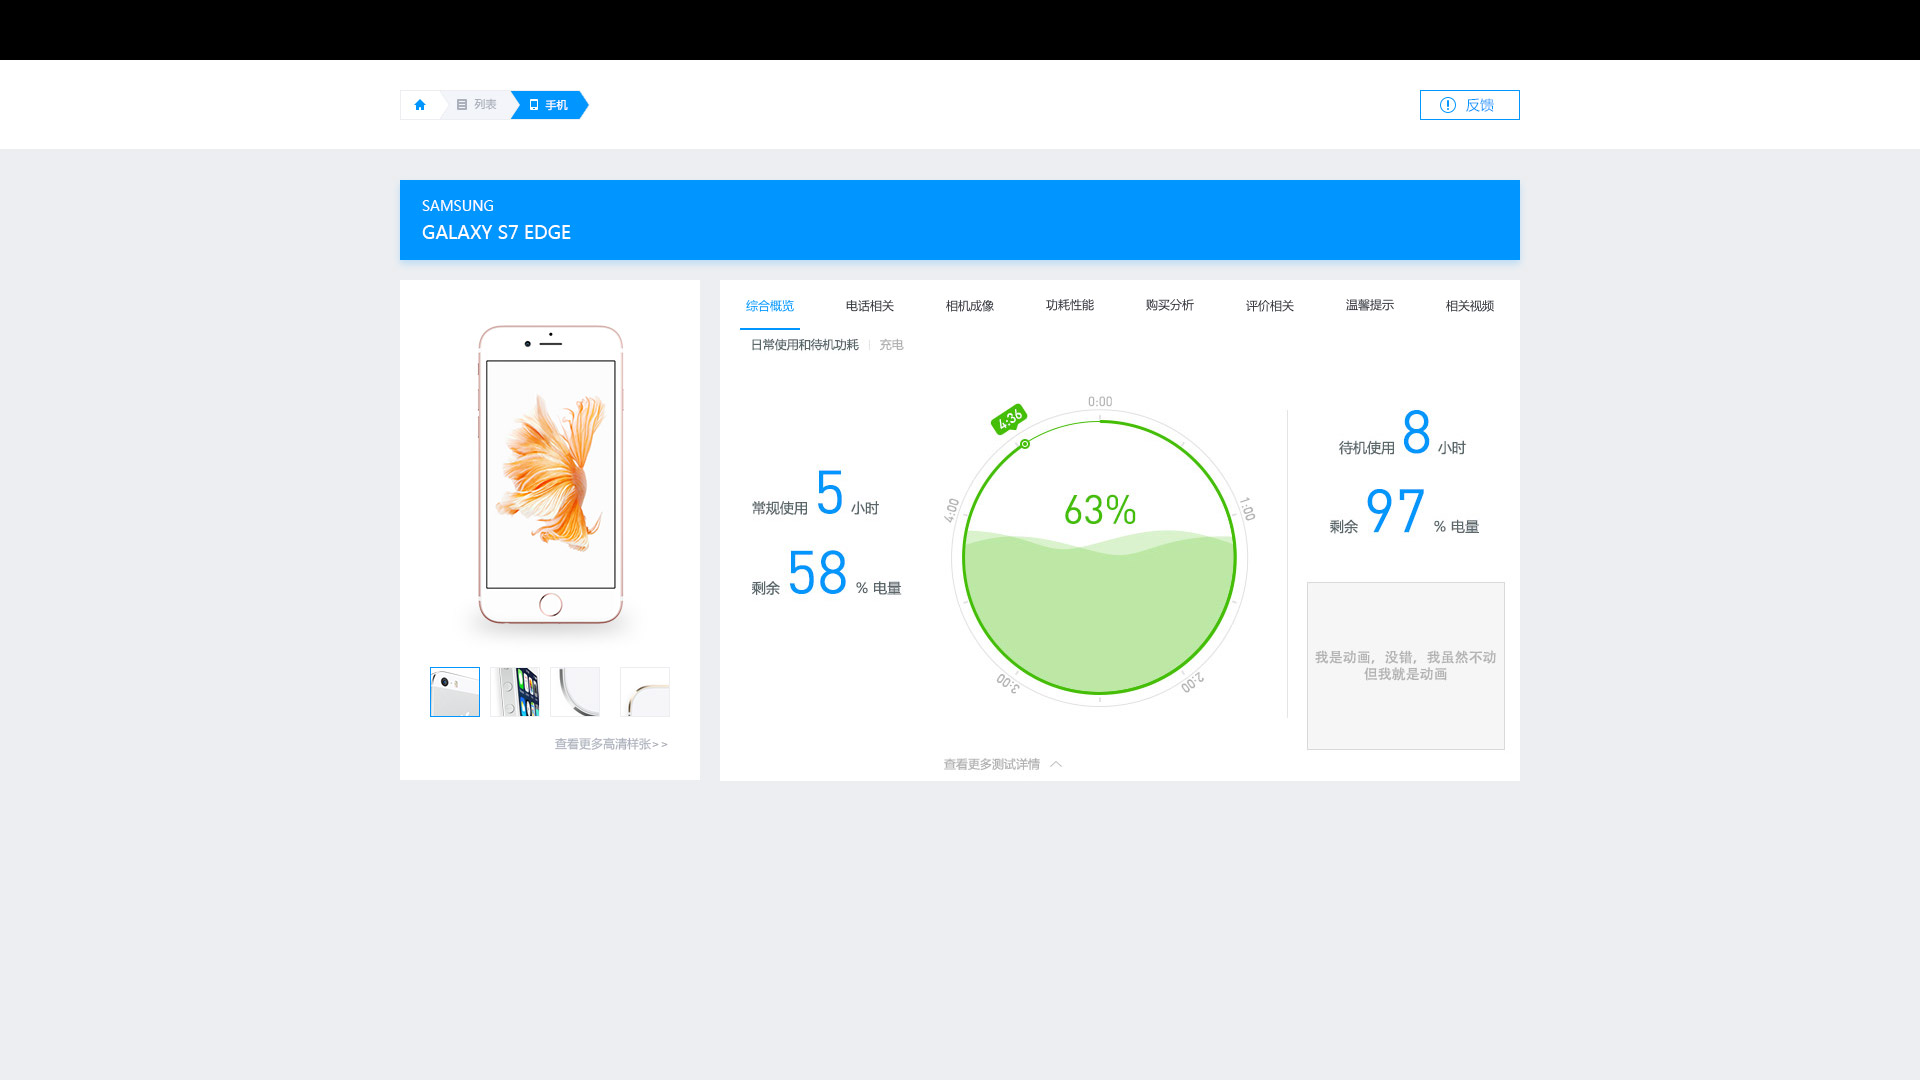 列表
手机
反馈
SAMSUNG
GALAXY S7 EDGE
综合概览
电话相关
相机成像
功耗性能
购买分析
评价相关
温馨提示
相关视频
日常使用和待机功耗
充电
常规使用 5 小时
剩余 58 % 电量
4:36
0:00
1:00
2:00
3:00
4:00
63%
待机使用 8 小时
剩余 97 % 电量
我是动画，没错，我虽然不动
但我就是动画
查看更多高清样张>>
查看更多测试详情